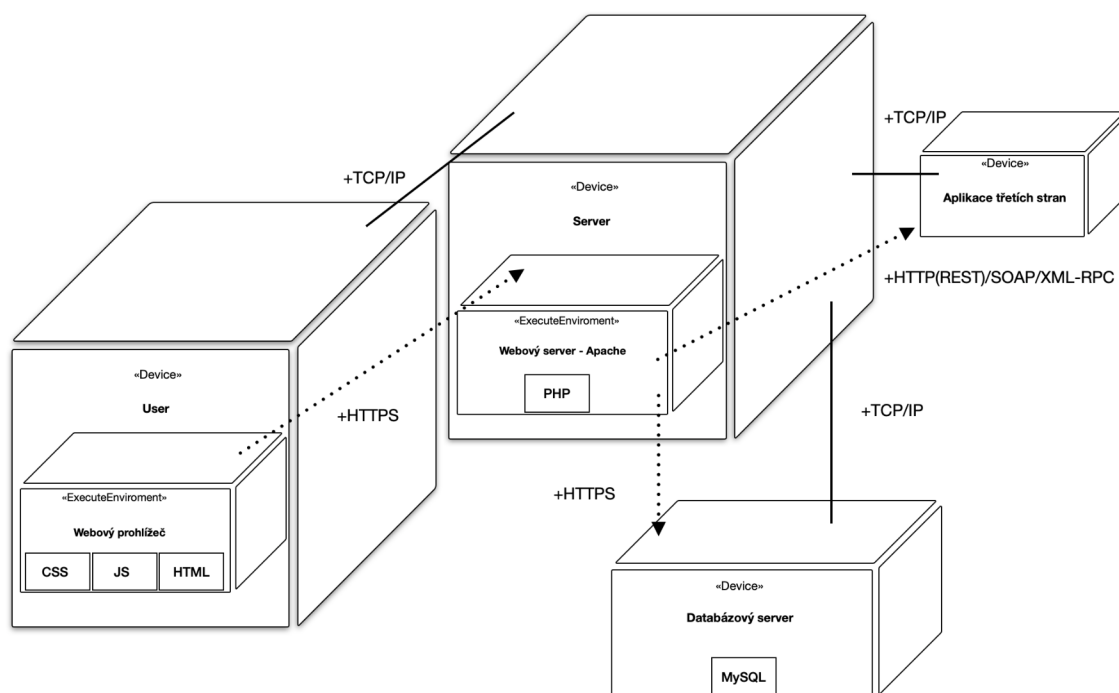 +TCP/IP
«Device»
Server
«ExecuteEnviroment»
Webový server - Apache
PHP
+TCP/IP
«Device»
Aplikace třetích stran
+HTTP(REST)/SOAP/XML-RPC
«Device»
User
+HTTPS
«ExecuteEnviroment»
Webový prohlížeč
CSS JS HTML
+TCP/IP
+HTTPS
«Device»
Databázový server
MySQL